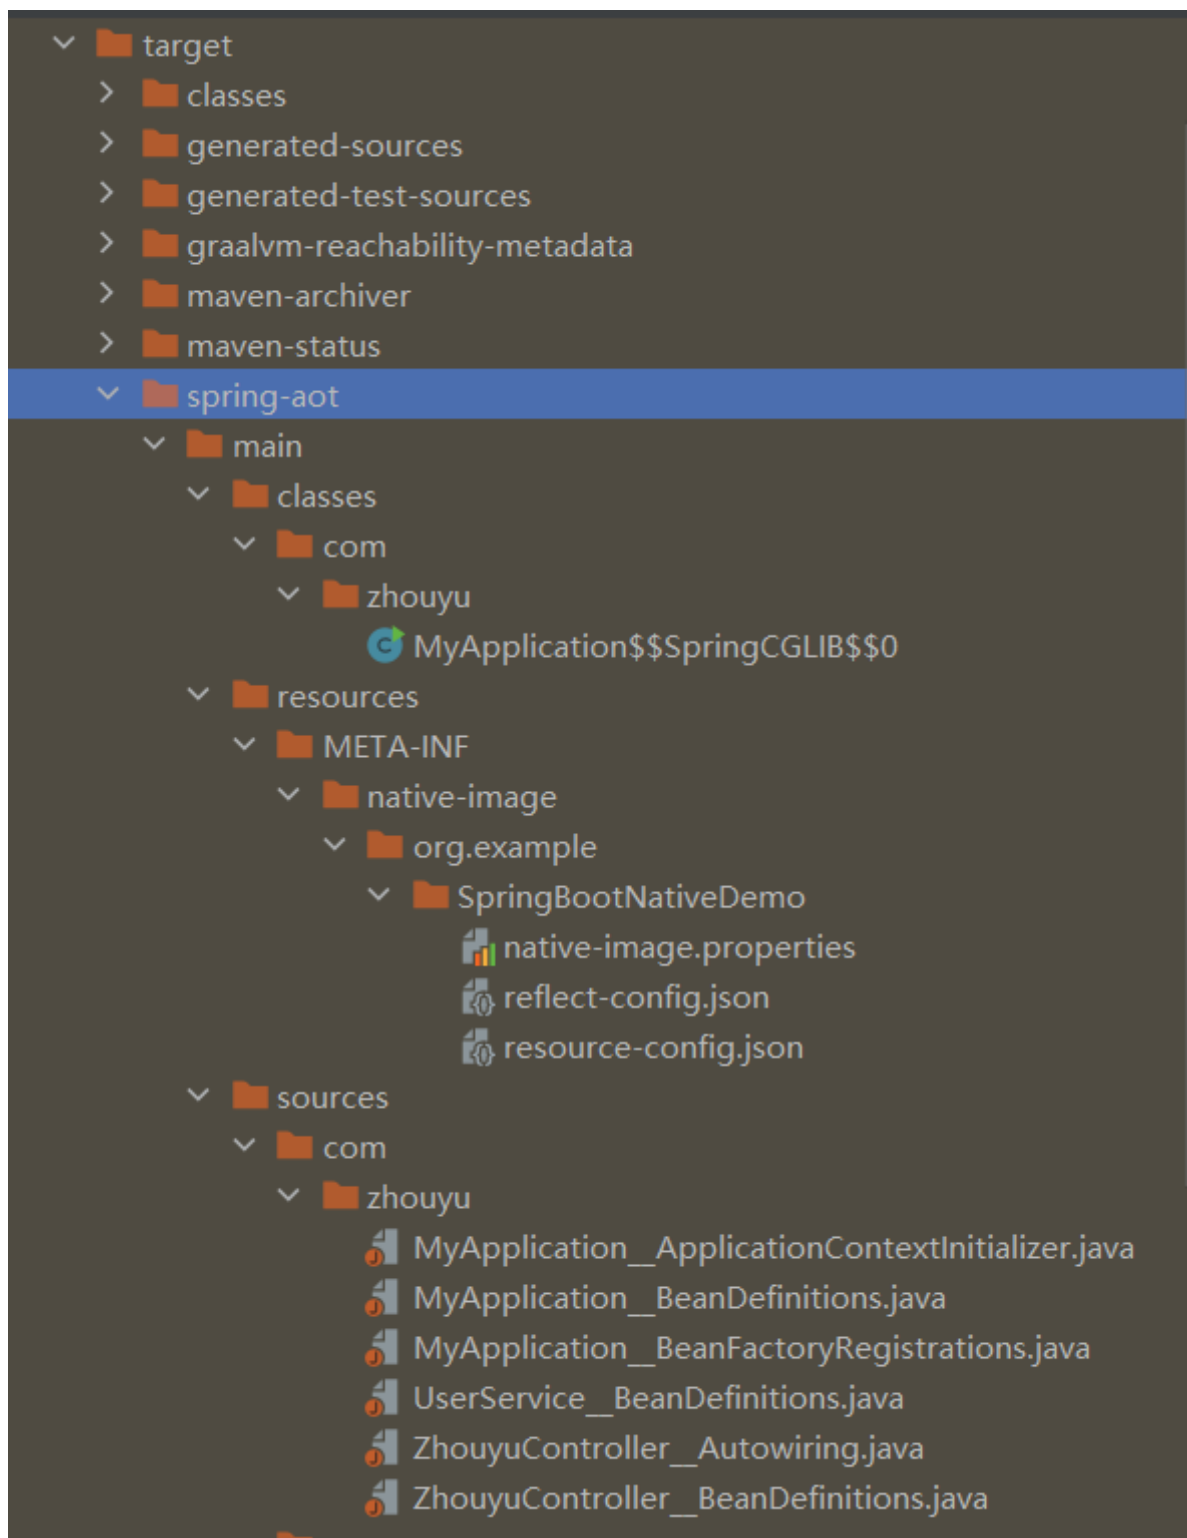 target
classes
generated-sources
generated-test-sources
graalvm-reachability-metadata
maven-archiver
maven-status
spring-aot
main
classes
com
zhouyu
MyApplication$$SpringCGLIB$$0
resources
META-INF
native-image
org.example
SpringBootNativeDemo
native-image.properties
reflect-config.json
resource-config.json
sources
com
zhouyu
MyApplication__ApplicationContextInitializer.java
MyApplication__BeanDefinitions.java
MyApplication__BeanFactoryRegistrations.java
UserService__BeanDefinitions.java
ZhouyuController__Autowiring.java
ZhouyuController__BeanDefinitions.java